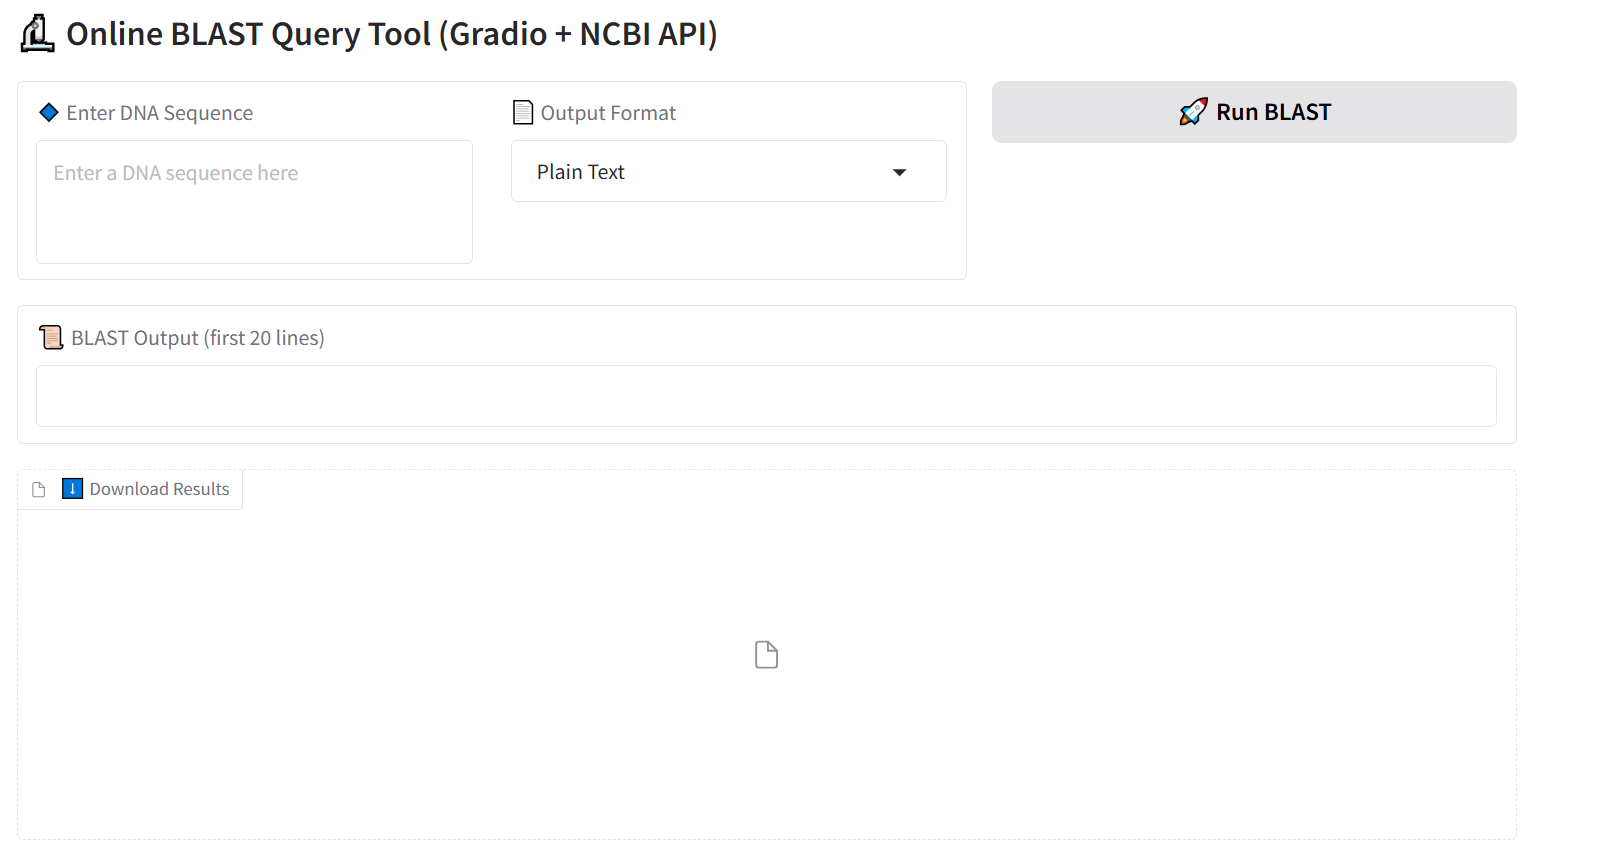 Online BLAST Query Tool (Gradio + NCBI API)
Enter DNA Sequence
Enter a DNA sequence here
Output Format
Plain Text
Run BLAST
BLAST Output (first 20 lines)
Download Results